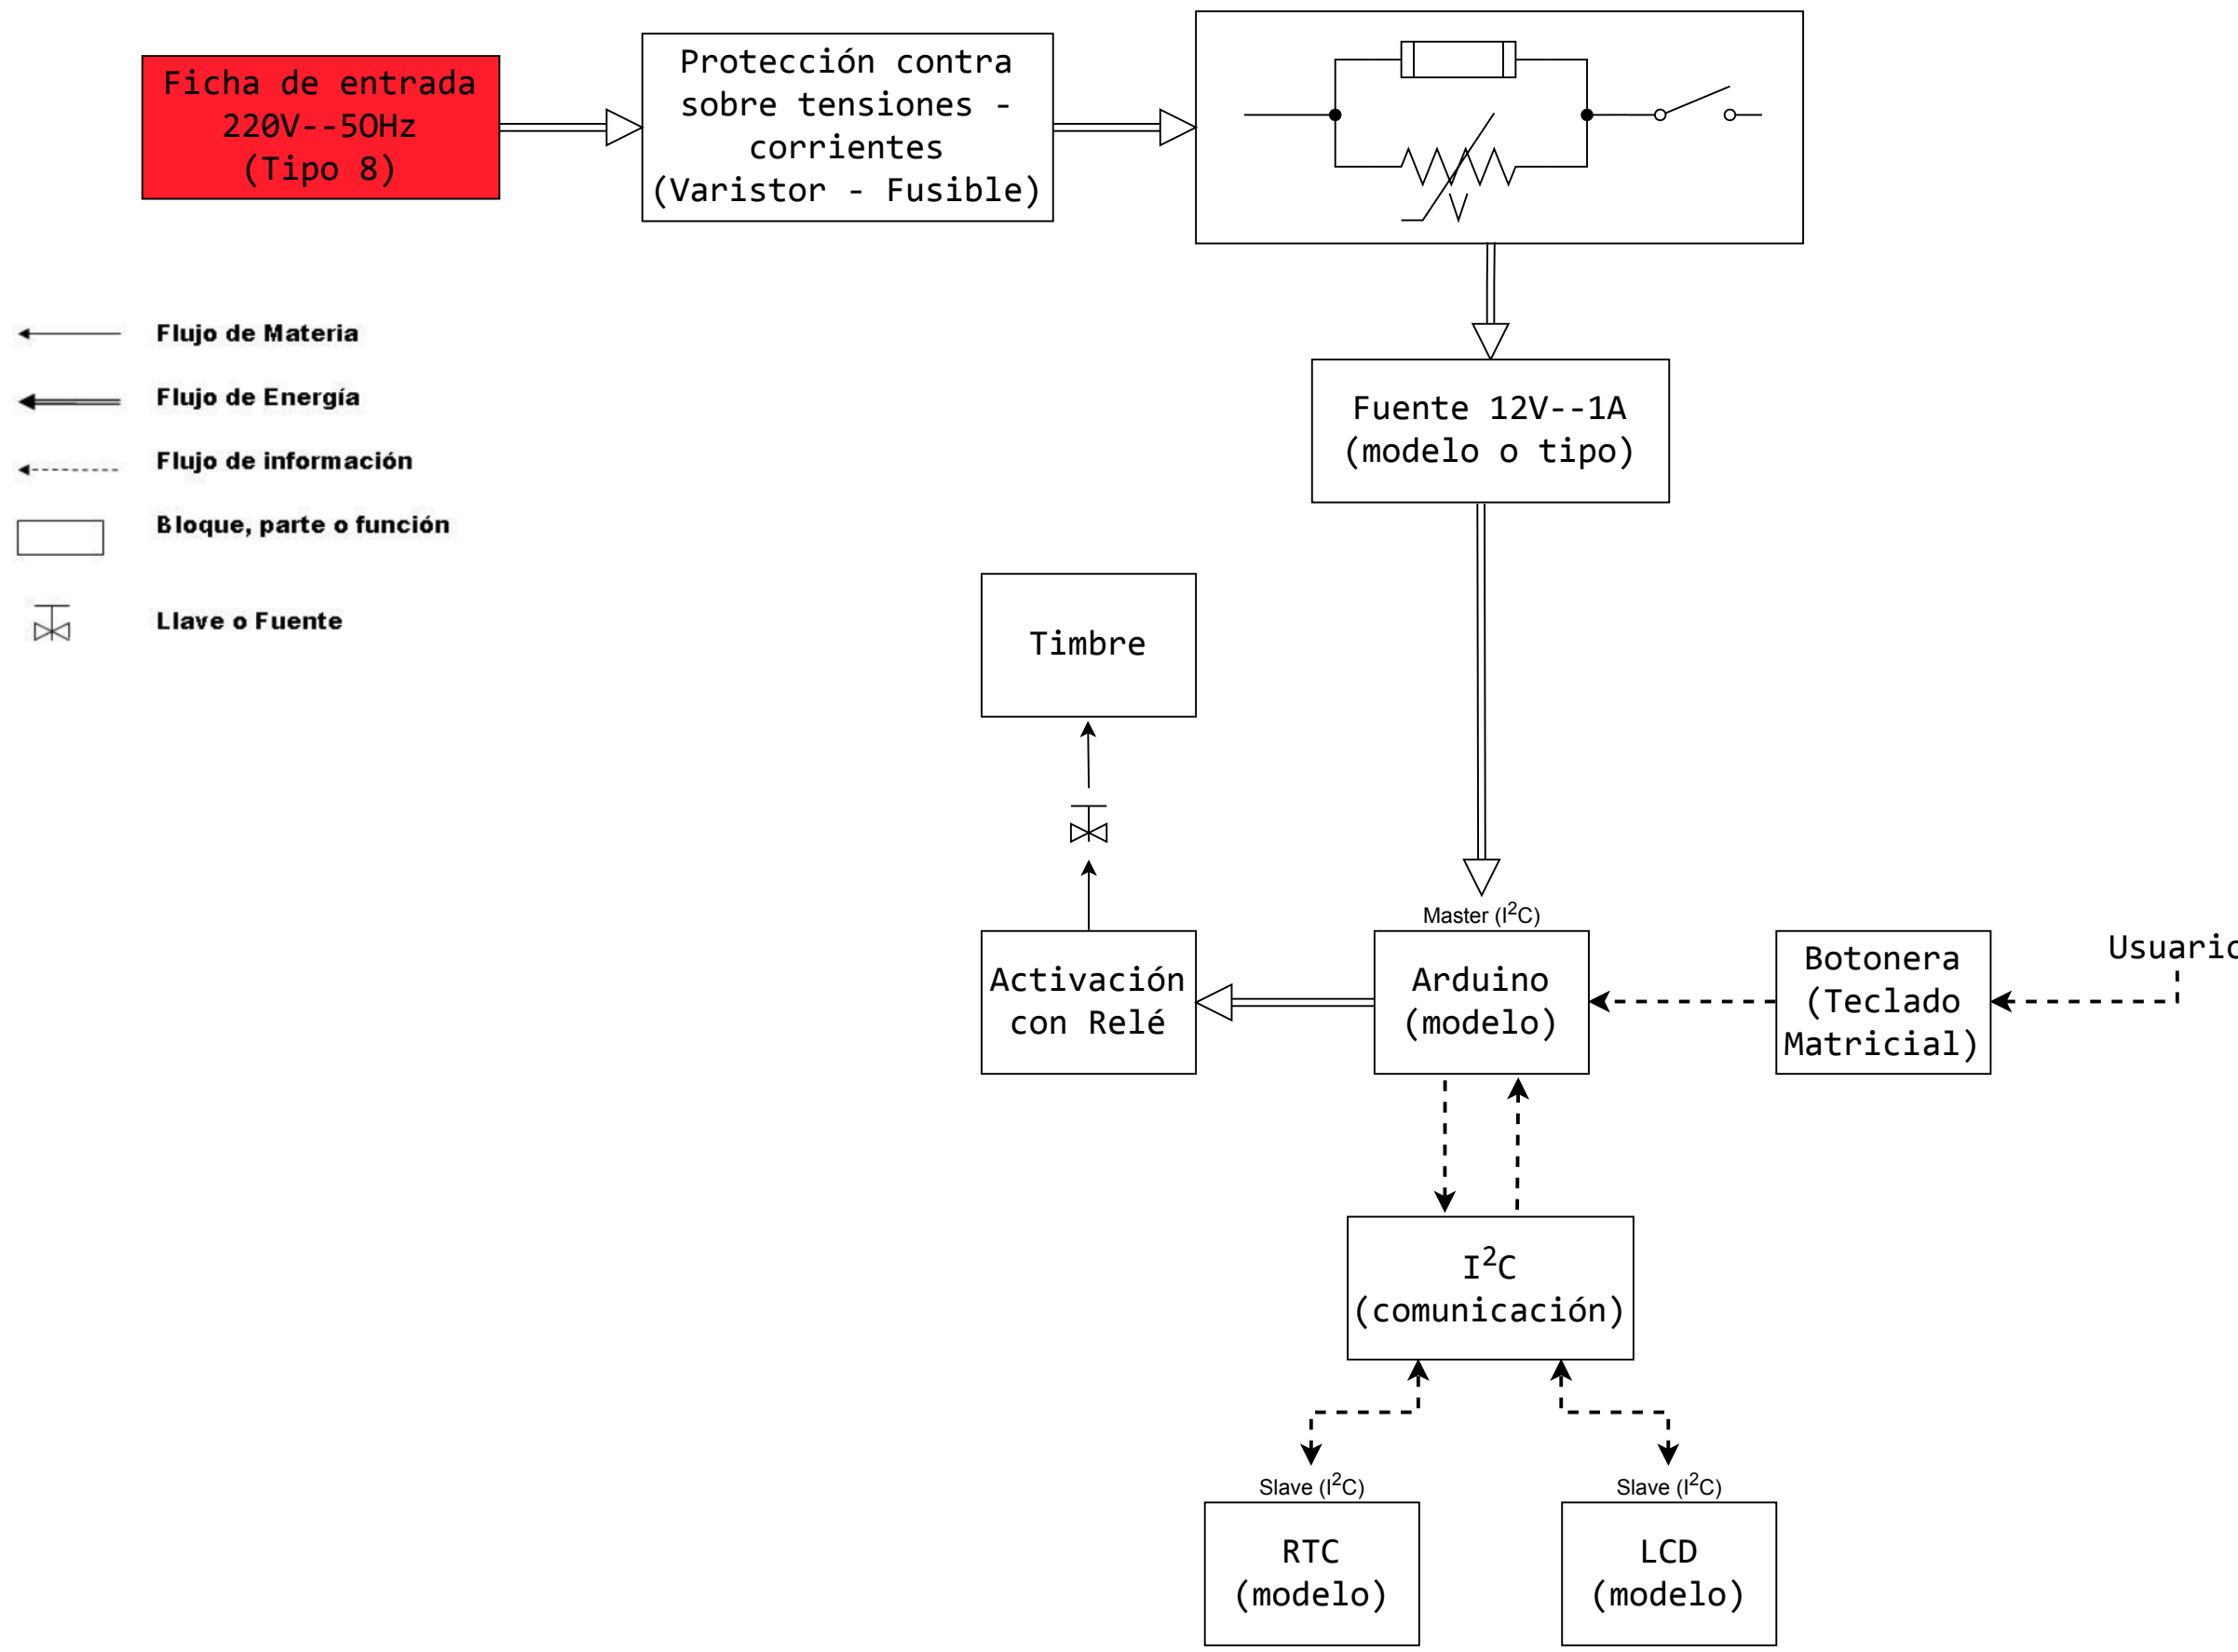 Ficha de entrada
220V--50Hz
(Tipo 8)
Protección contra
sobre tensiones -
corrientes
(Varistor - Fusible)
V
Flujo de Materia
Flujo de Energía
Flujo de información
Bloque, parte o función
Llave o Fuente
Fuente 12V--1A
(modelo o tipo)
Timbre
Activación
con Relé
Master (I²C)
Arduino
(modelo)
Botonera
(Teclado
Matricial)
Usuario
I²C
(comunicación)
Slave (I²C)
RTC
(modelo)
Slave (I²C)
LCD
(modelo)